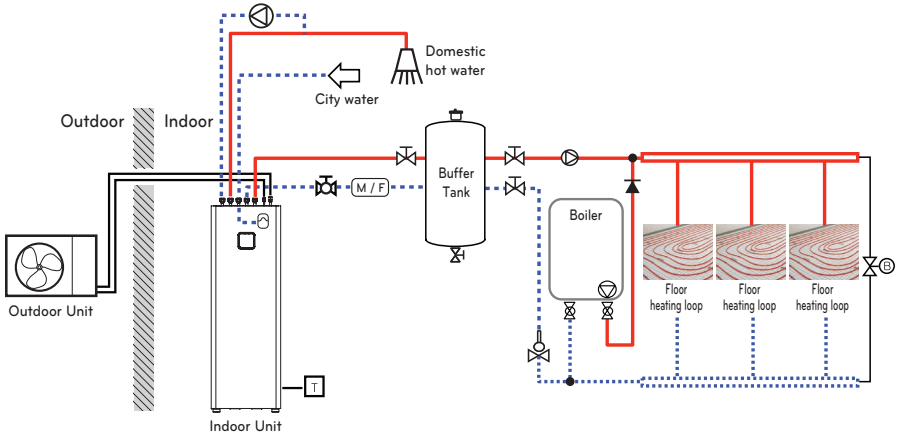 Domestic
hot water
City water
Outdoor
Indoor
M / F
Buffer
Tank
Boiler
Floor
heating loop
Floor
heating loop
Floor
heating loop
B
Outdoor Unit
T
Indoor Unit